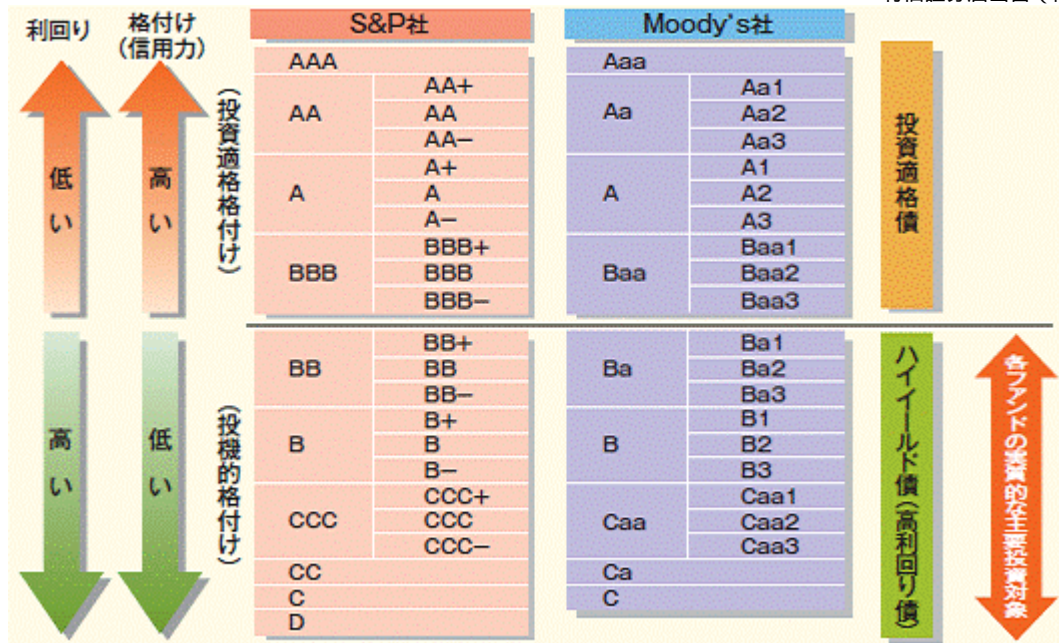 利回り
格付け
（信用力）
S&P社
Moody's社
低い
高い
（投資適格格付け）
AAA
AA
AA+
AA
AA−
A
A+
A
A−
BBB
BBB+
BBB
BBB−
Aaa
Aa
Aa1
Aa2
Aa3
A
A1
A2
A3
Baa
Baa1
Baa2
Baa3
投資適格債
高い
低い
（投機的格付け）
BB
BB+
BB
BB−
B
B+
B
B−
CCC
CCC+
CCC
CCC−
CC
C
D
Ba
Ba1
Ba2
Ba3
B
B1
B2
B3
Caa
Caa1
Caa2
Caa3
Ca
C
ハイイールド債（高利回り債）
各ファンドの実質的な主要投資対象